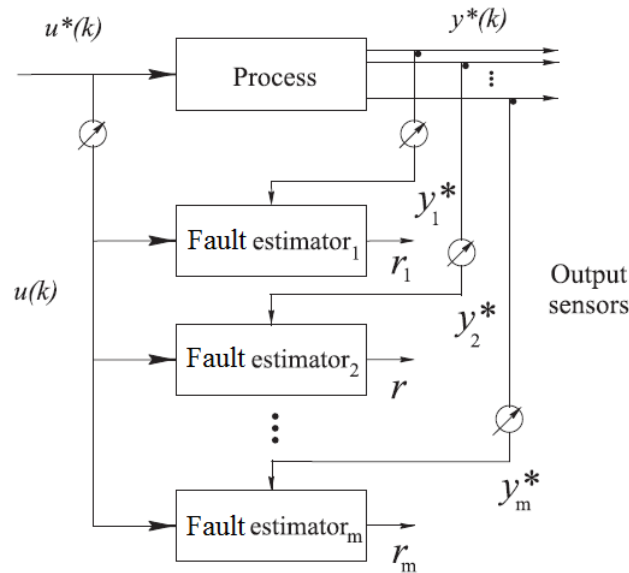 u*(k)
y*(k)
Process
y1*
Fault estimator1
r1
u(k)
Output
sensors
y2*
Fault estimator2
r
ym*
Fault estimatorm
rm